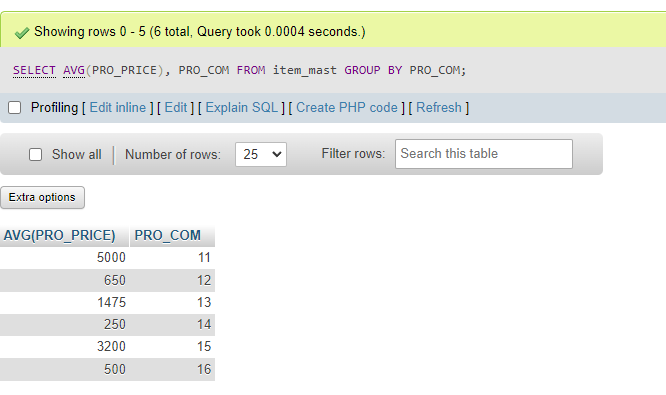 Showing rows 0 - 5 (6 total, Query took 0.0004 seconds.)
SELECT AVG(PRO_PRICE), PRO_COM FROM item_mast GROUP BY PRO_COM;
Profiling [ Edit inline ] [ Edit ] [ Explain SQL ] [ Create PHP code ] [ Refresh ]
Show all | Number of rows: 25 Filter rows: Search this table
Extra options
AVG(PRO_PRICE) PRO_COM
5000 11
650 12
1475 13
250 14
3200 15
500 16